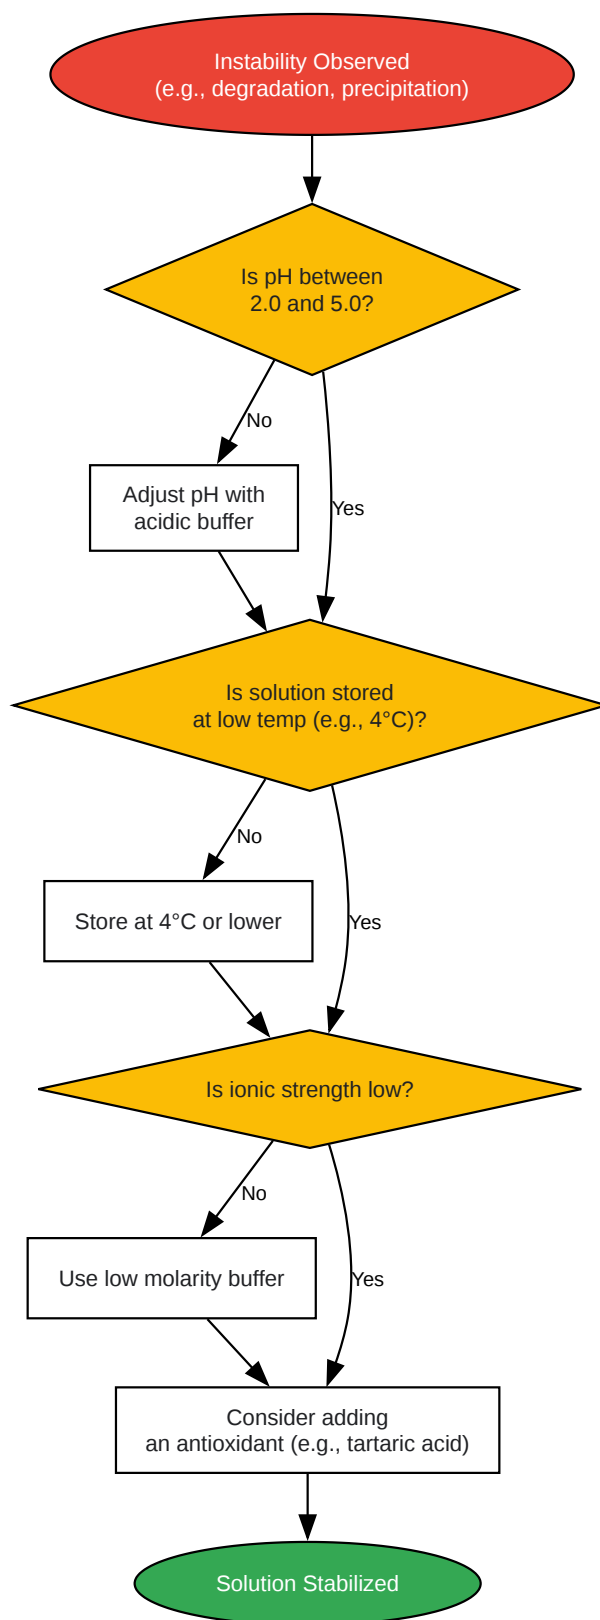 Instability Observed
(e.g., degradation, precipitation)
Is pH between
2.0 and 5.0?
No
Adjust pH with
acidic buffer
Yes
Is solution stored
at low temp (e.g., 4°C)?
No
Store at 4°C or lower
Yes
Is ionic strength low?
No
Use low molarity buffer
Yes
Consider adding
an antioxidant (e.g., tartaric acid)
Solution Stabilized